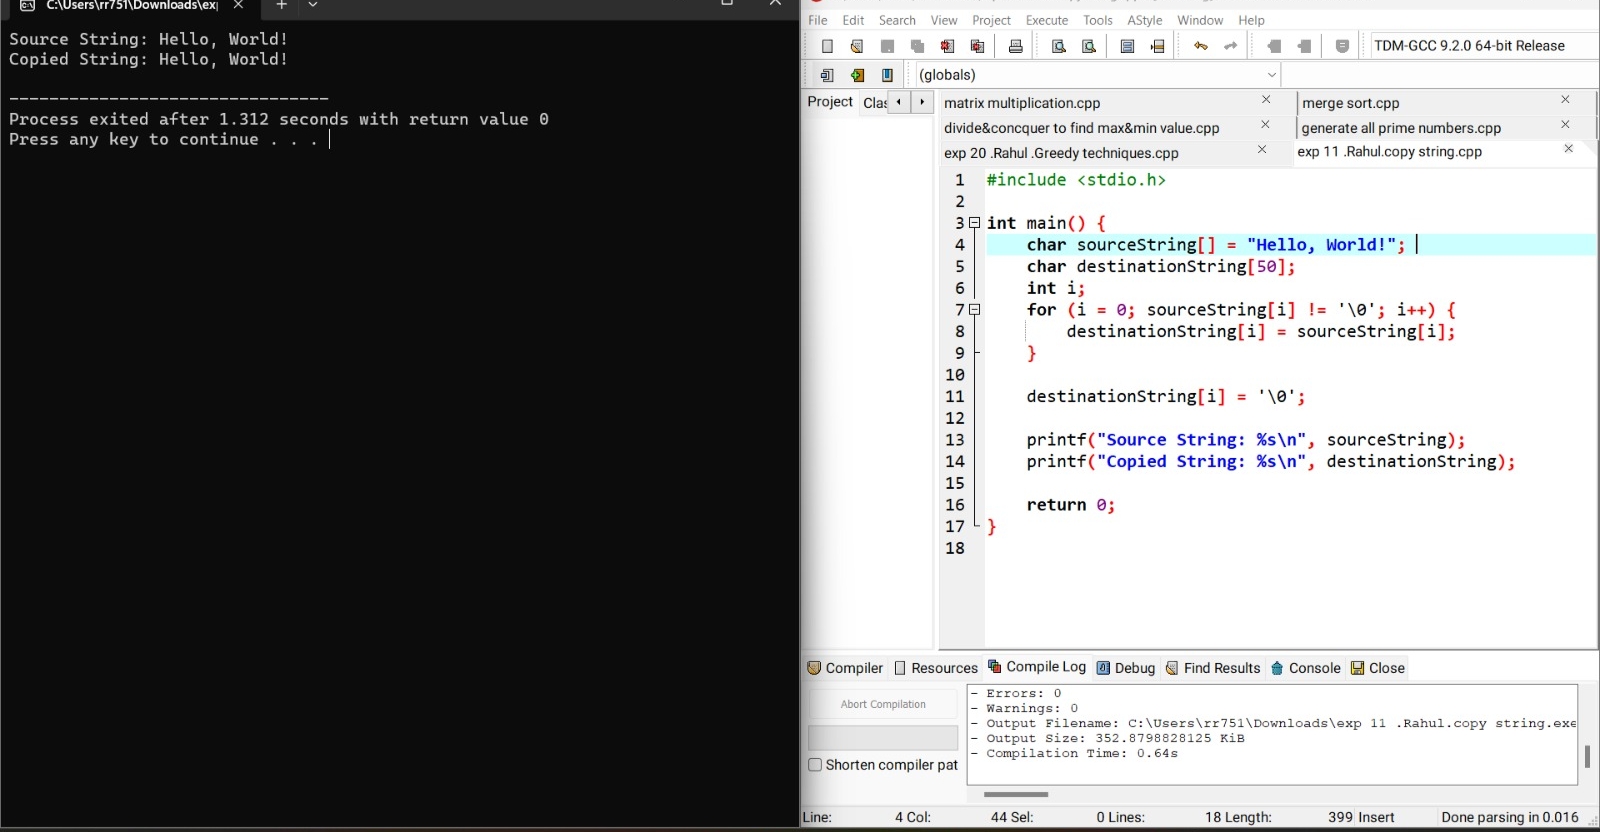 C:\Users\rr751\Downloads\exp
Source String: Hello, World!
Copied String: Hello, World!
--------------------------------
Process exited after 1.312 seconds with return value 0
Press any key to continue . . .
File Edit Search View Project Execute Tools AStyle Window Help
TDM-GCC 9.2.0 64-bit Release
(globals)
Project Clas
matrix multiplication.cpp merge sort.cpp
divide&concquer to find max&min value.cpp generate all prime numbers.cpp
exp 20 .Rahul .Greedy techniques.cpp exp 11 .Rahul.copy string.cpp
1 #include <stdio.h>
2
3 int main() {
4 char sourceString[] = "Hello, World!";
5 char destinationString[50];
6 int i;
7 for (i = 0; sourceString[i] != '\0'; i++) {
8 destinationString[i] = sourceString[i];
9 }
10
11 destinationString[i] = '\0';
12
13 printf("Source String: %s\n", sourceString);
14 printf("Copied String: %s\n", destinationString);
15
16 return 0;
17 }
18
Compiler Resources Compile Log Debug Find Results Console Close
Abort Compilation
Shorten compiler pat
- Errors: 0
- Warnings: 0
- Output Filename: C:\Users\rr751\Downloads\exp 11 .Rahul.copy string.exe
- Output Size: 352.8798828125 KiB
- Compilation Time: 0.64s
Line: 4 Col: 44 Sel: 0 Lines: 18 Length: 399 Insert Done parsing in 0.016